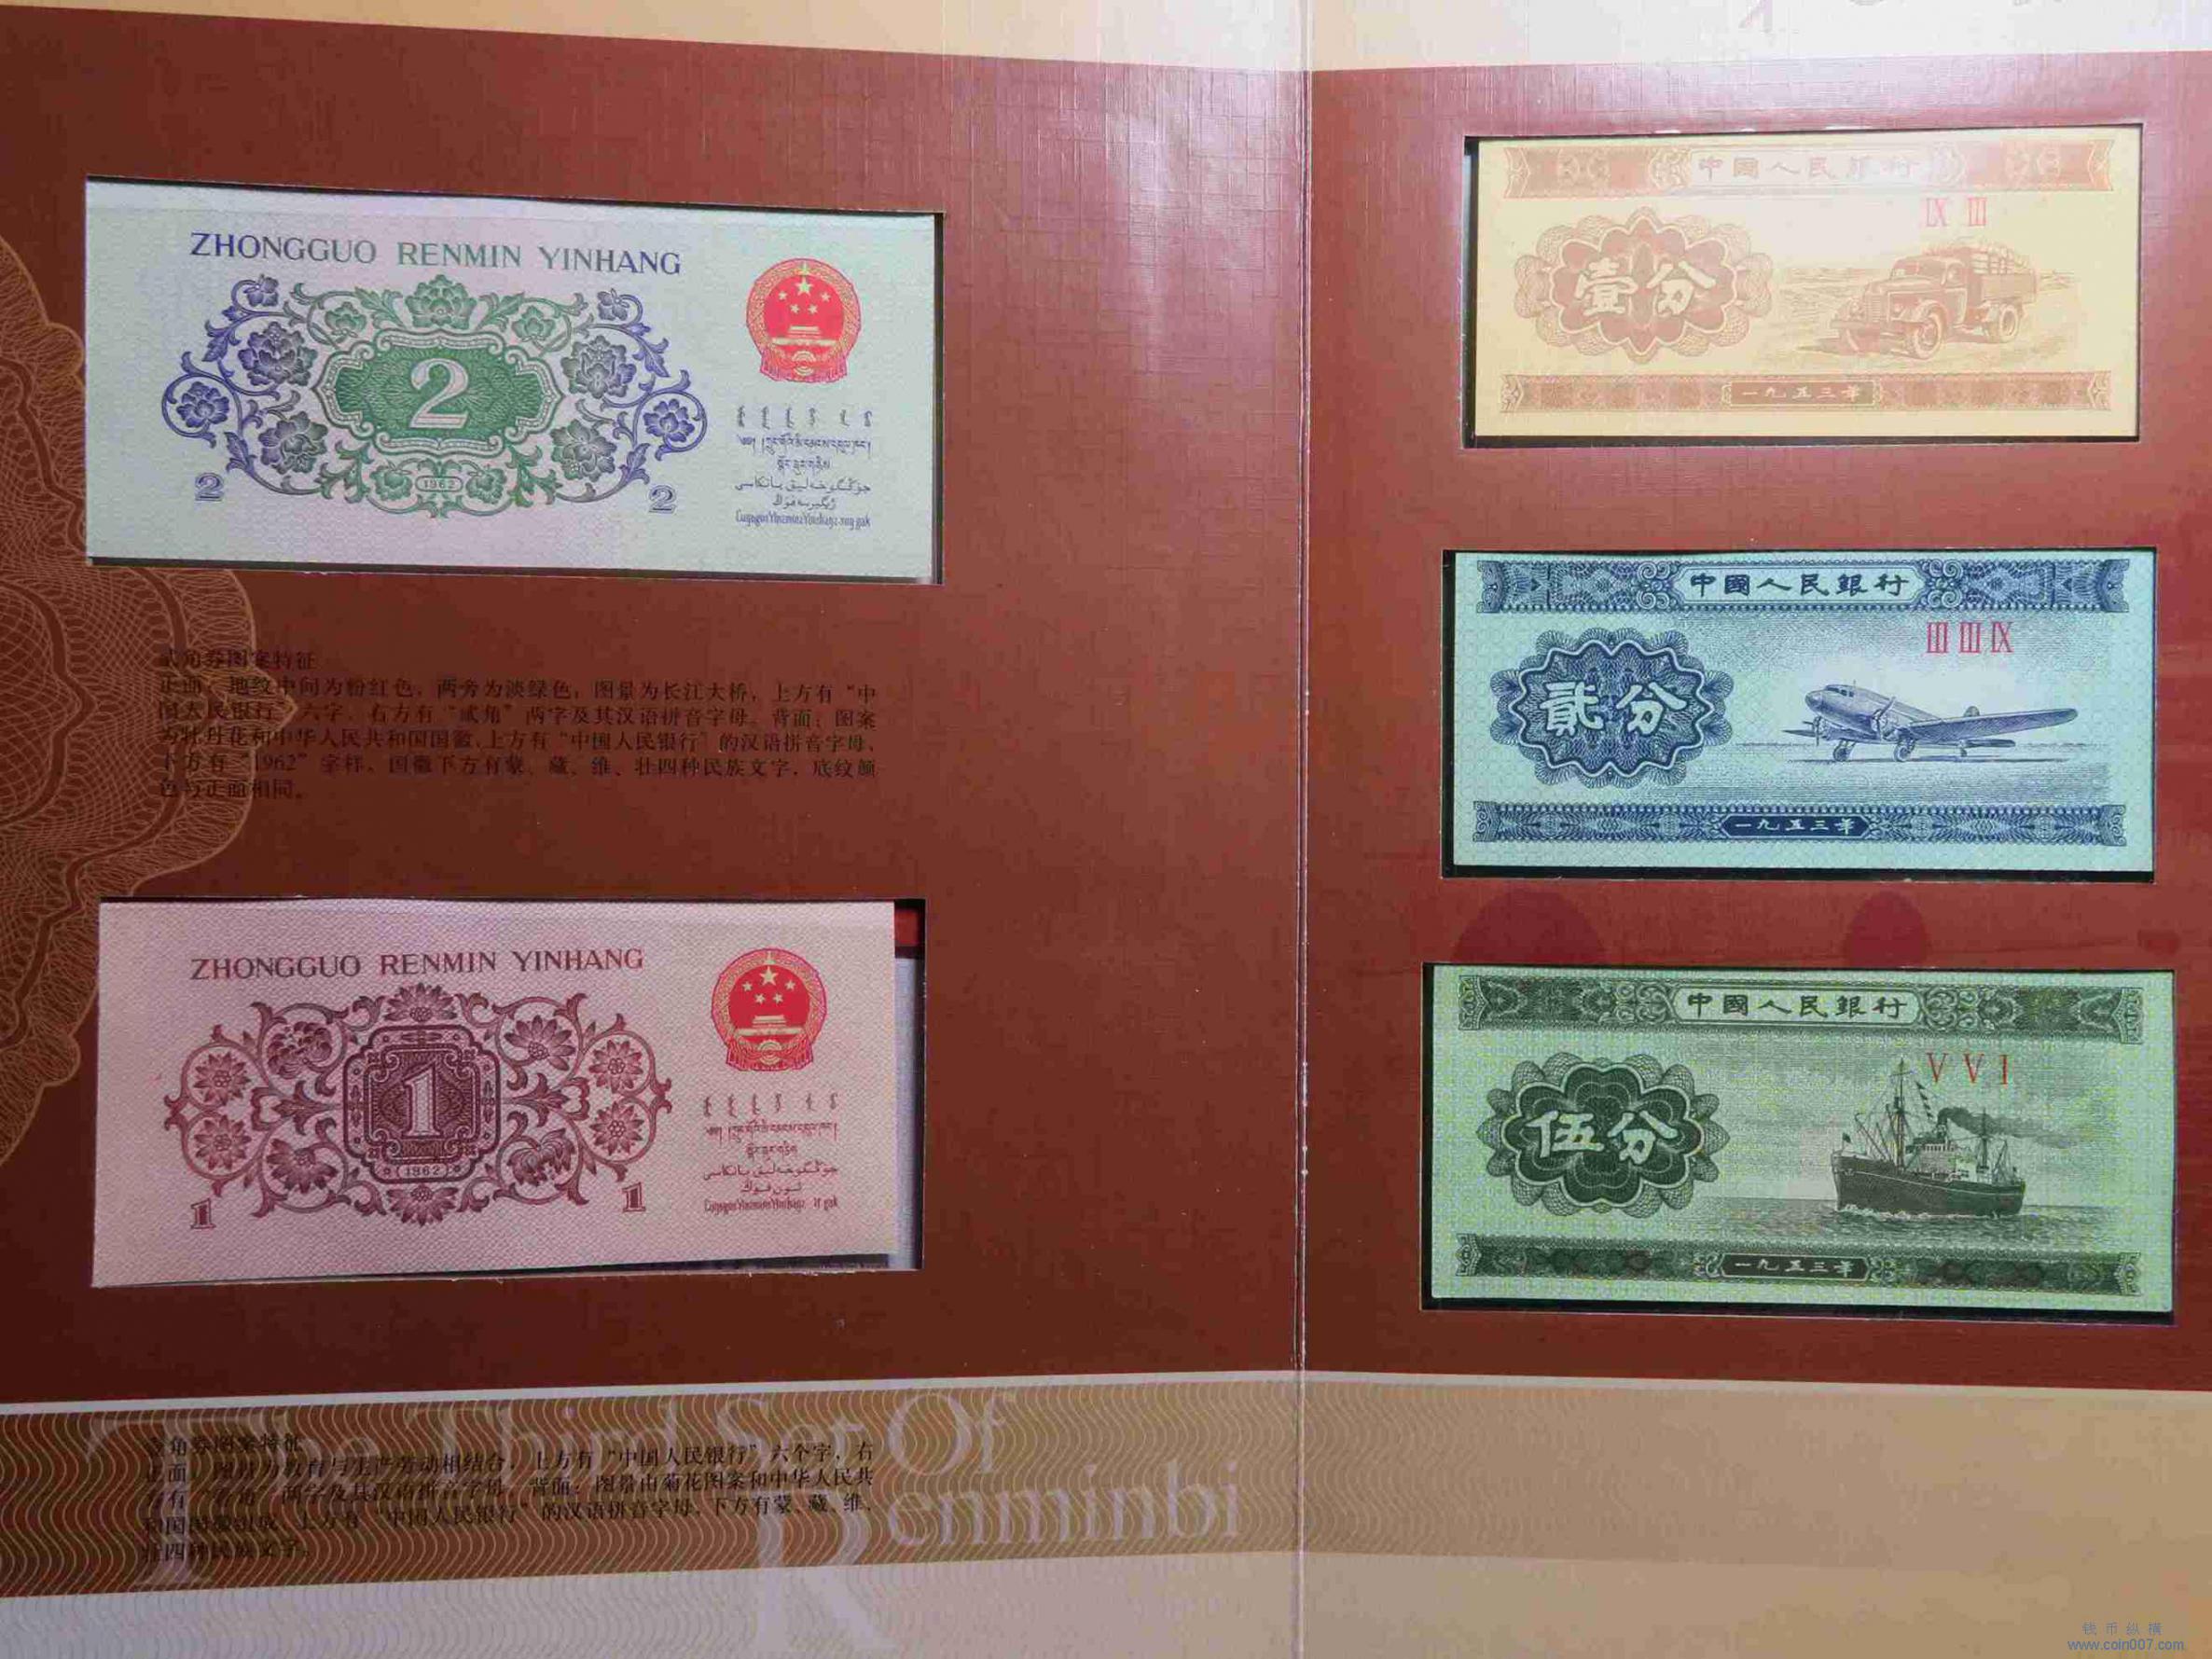 ZHONGGUO RENMIN YINHANG
2
1962
2 2
Cuŋgoƨ Yinzminz Yinhaŋz
贰角券图案特征
正面：地纹中间为粉红色，两旁为淡绿色，图景为长江大桥，上方有“中
国人民银行”六字，右方有“贰角”两字及其汉语拼音字母。背面：图案
为牡丹花和中华人民共和国国徽，上方有“中国人民银行”的汉语拼音字母、
下方有“1962”字样，国徽下方有蒙、藏、维、壮四种民族文字，底纹颜
色与正面相同。
ZHONGGUO RENMIN YINHANG
1
1962
1 1
The Third Set Of
Renminbi
壹角券图案特征
正面：图景为教育与生产劳动相结合，上方有“中国人民银行”六个字，右
方有“壹角”两字及其汉语拼音字母。背面：图景由菊花图案和中华人民共
和国国徽组成，上方有“中国人民银行”的汉语拼音字母，下方有蒙、藏、维、
壮四种民族文字。
中國人民銀行
IX III
壹分
一九五三年
中國人民銀行
III III IX
貳分
一九五三年
中國人民銀行
V V I
伍分
一九五三年
钱币纵横
www.coin007.com